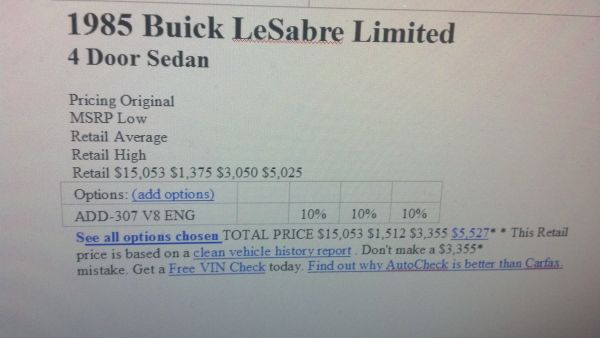 1985 Buick LeSabre Limited
4 Door Sedan
Pricing Original
MSRP Low
Retail Average
Retail High
Retail $15,053 $1,375 $3,050 $5,025
Options: (add options)
ADD-307 V8 ENG 10% 10% 10%
See all options chosen TOTAL PRICE $15,053 $1,512 $3,355 $5,527* * This Retail
price is based on a clean vehicle history report . Don't make a $3,355*
mistake. Get a Free VIN Check today. Find out why AutoCheck is better than Carfax.